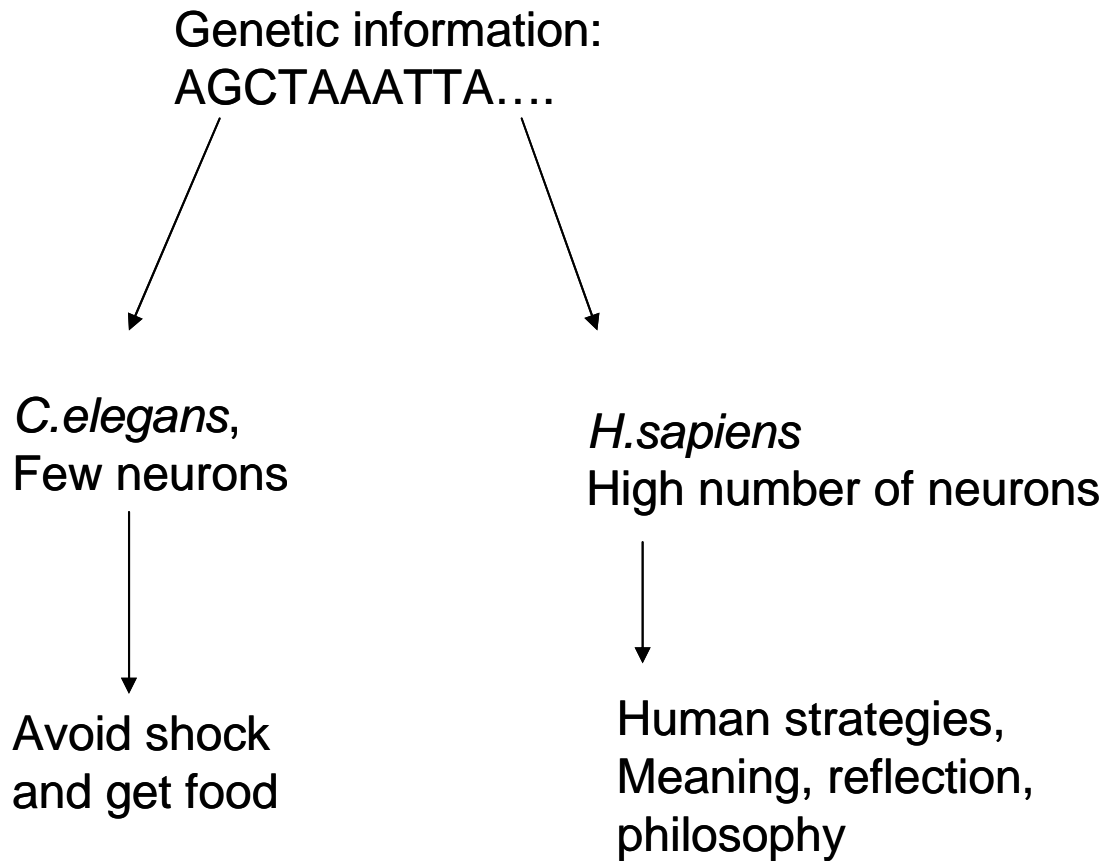 Genetic information:
AGCTAAATTA....
C.elegans,
Few neurons
H.sapiens
High number of neurons
Avoid shock
and get food
Human strategies,
Meaning, reflection,
philosophy